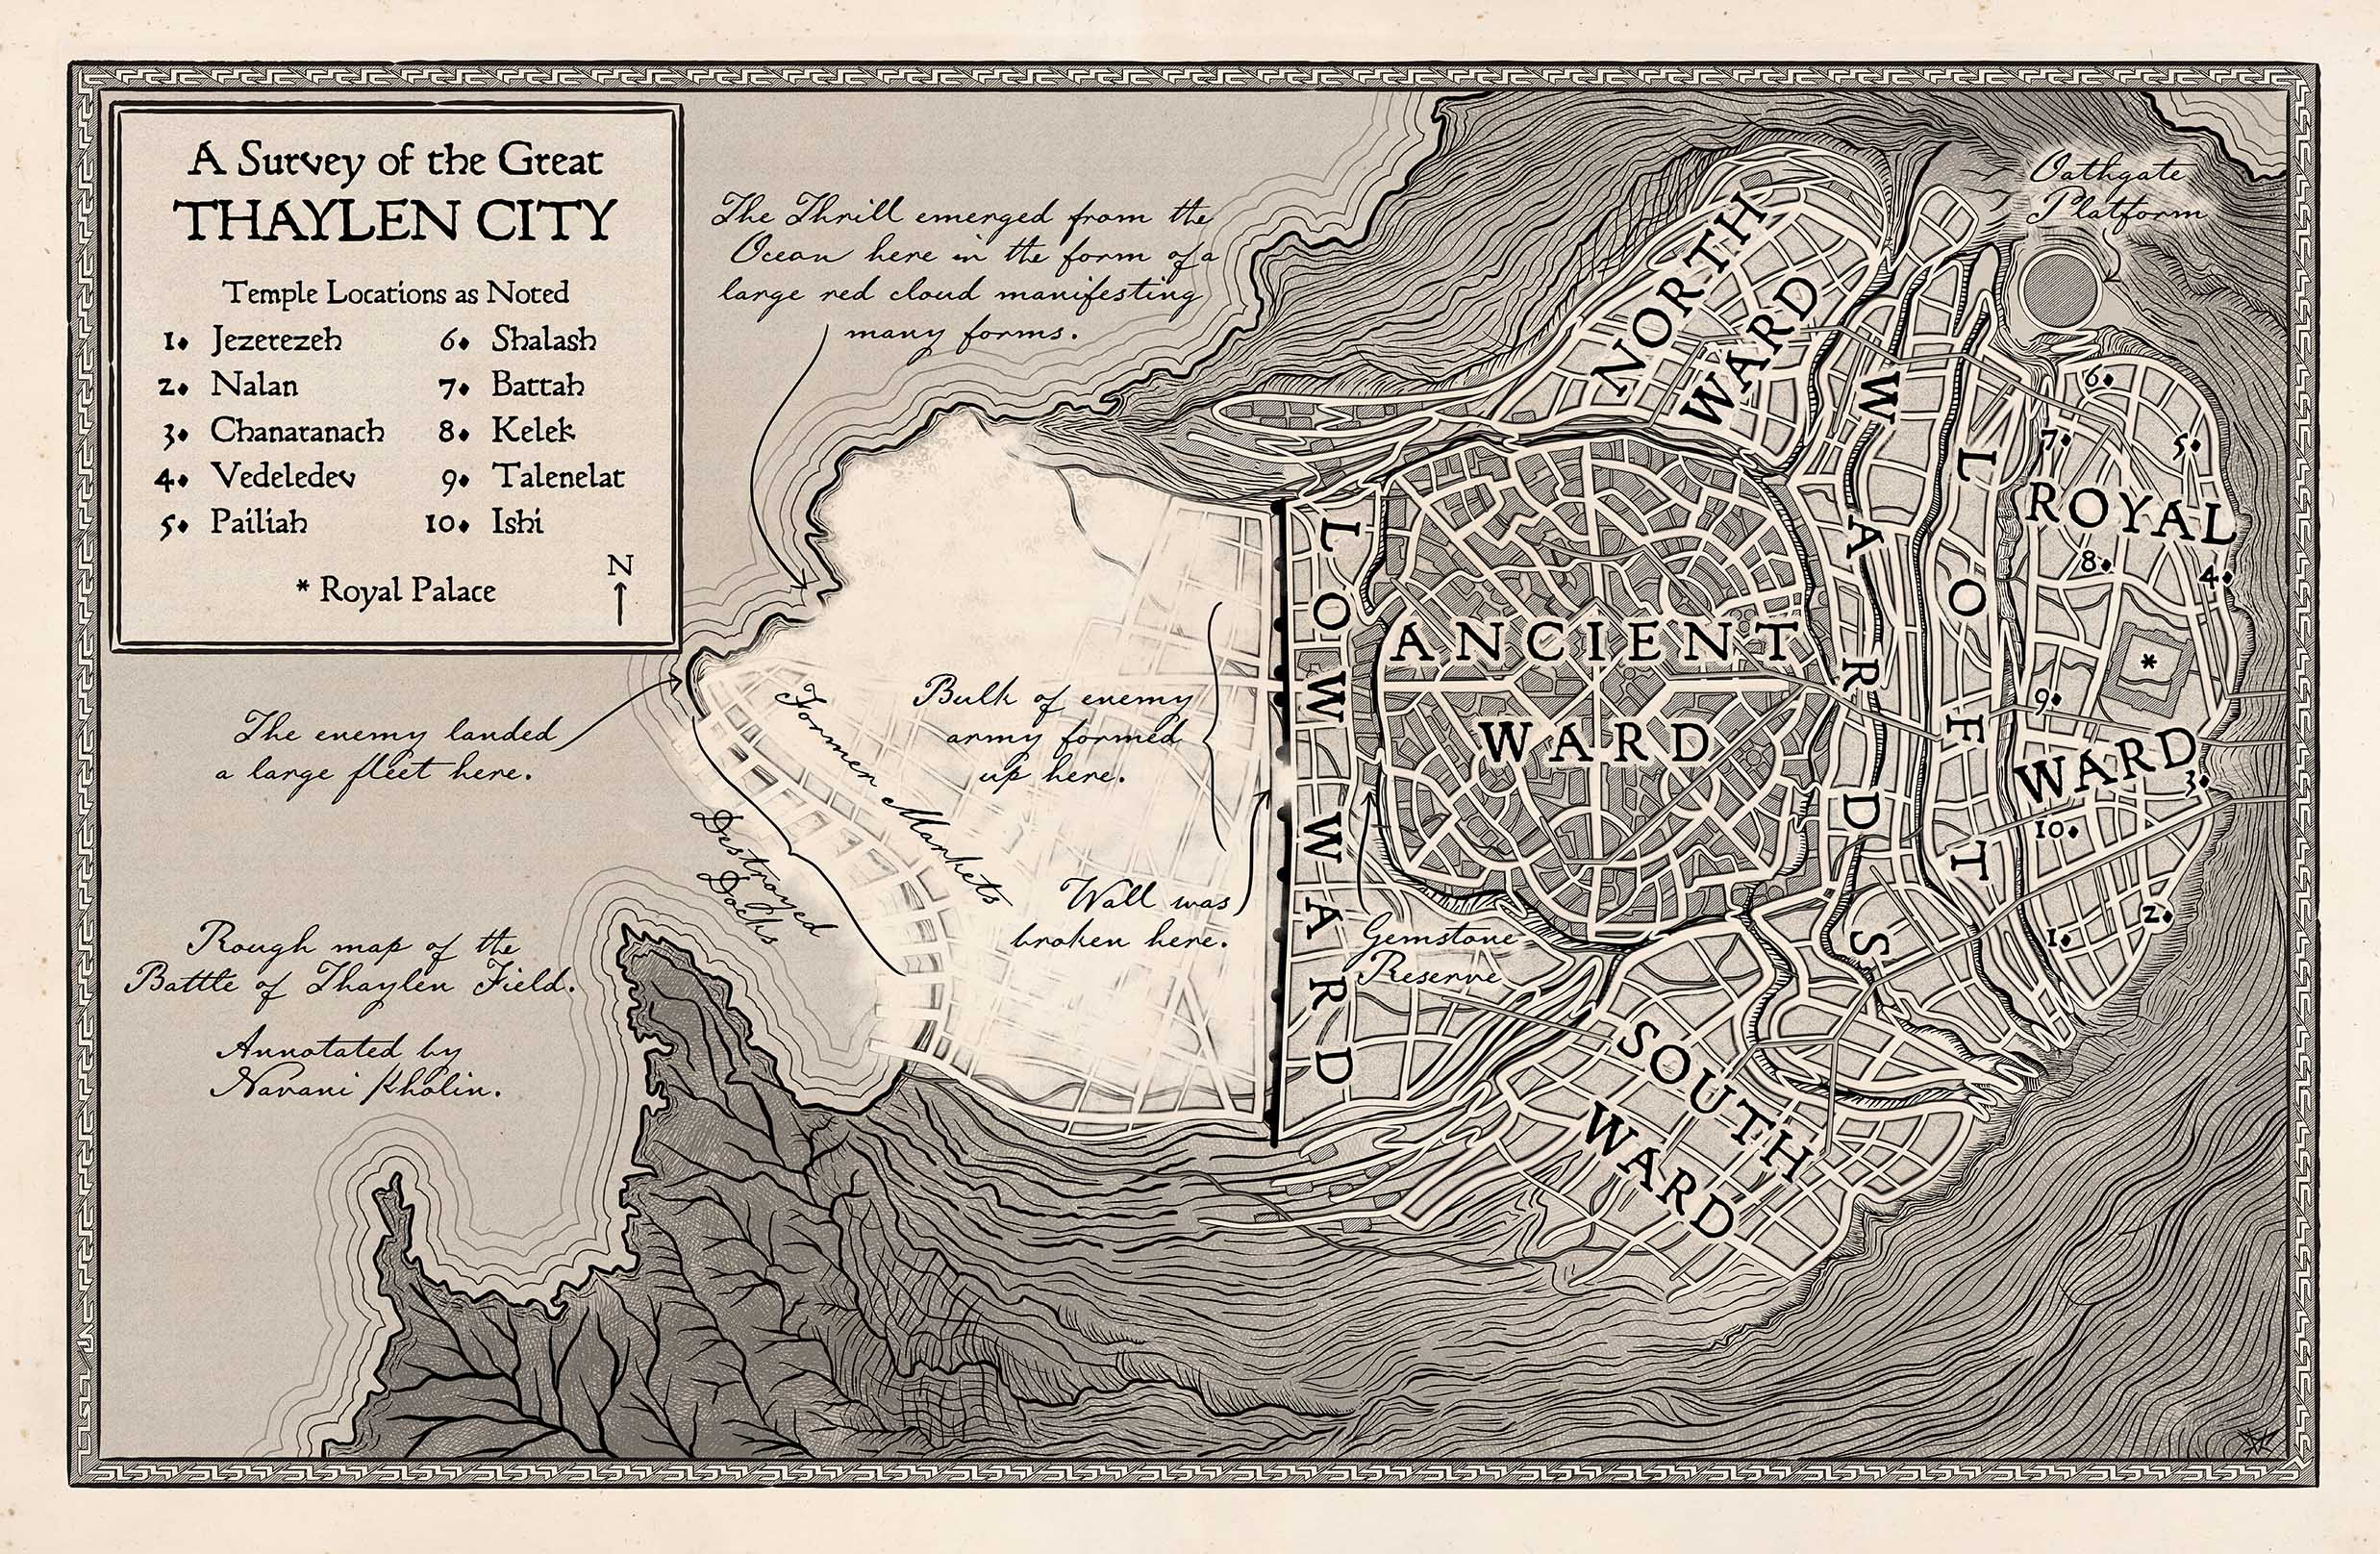 A Survey of the Great
THAYLEN CITY
Temple Locations as Noted
1. Jezerezeh
2. Nalan
3. Chanaranach
4. Vedeledev
5. Pailiah
6. Shalash
7. Battah
8. Kelek
9. Talenelat
10. Ishi
* Royal Palace
N
The Thrill emerged from the
Ocean here in the form of a
large red cloud manifesting
many forms.
Oathgate
Platform
NORTH
WARD
LOFT
WARDS
6
7
5
ROYAL
8
4
*
9
WARD
3
10
2
1
LOW WARD
ANCIENT
WARD
The enemy landed
a large fleet here.
Former Markets
Bulk of enemy
army formed
up here.
Destroyed
Docks
Wall was
broken here.
Gemstone
Reserve
Rough map of the
Battle of Thaylen Field.
Annotated by
Navani Kholin.
SOUTH
WARD